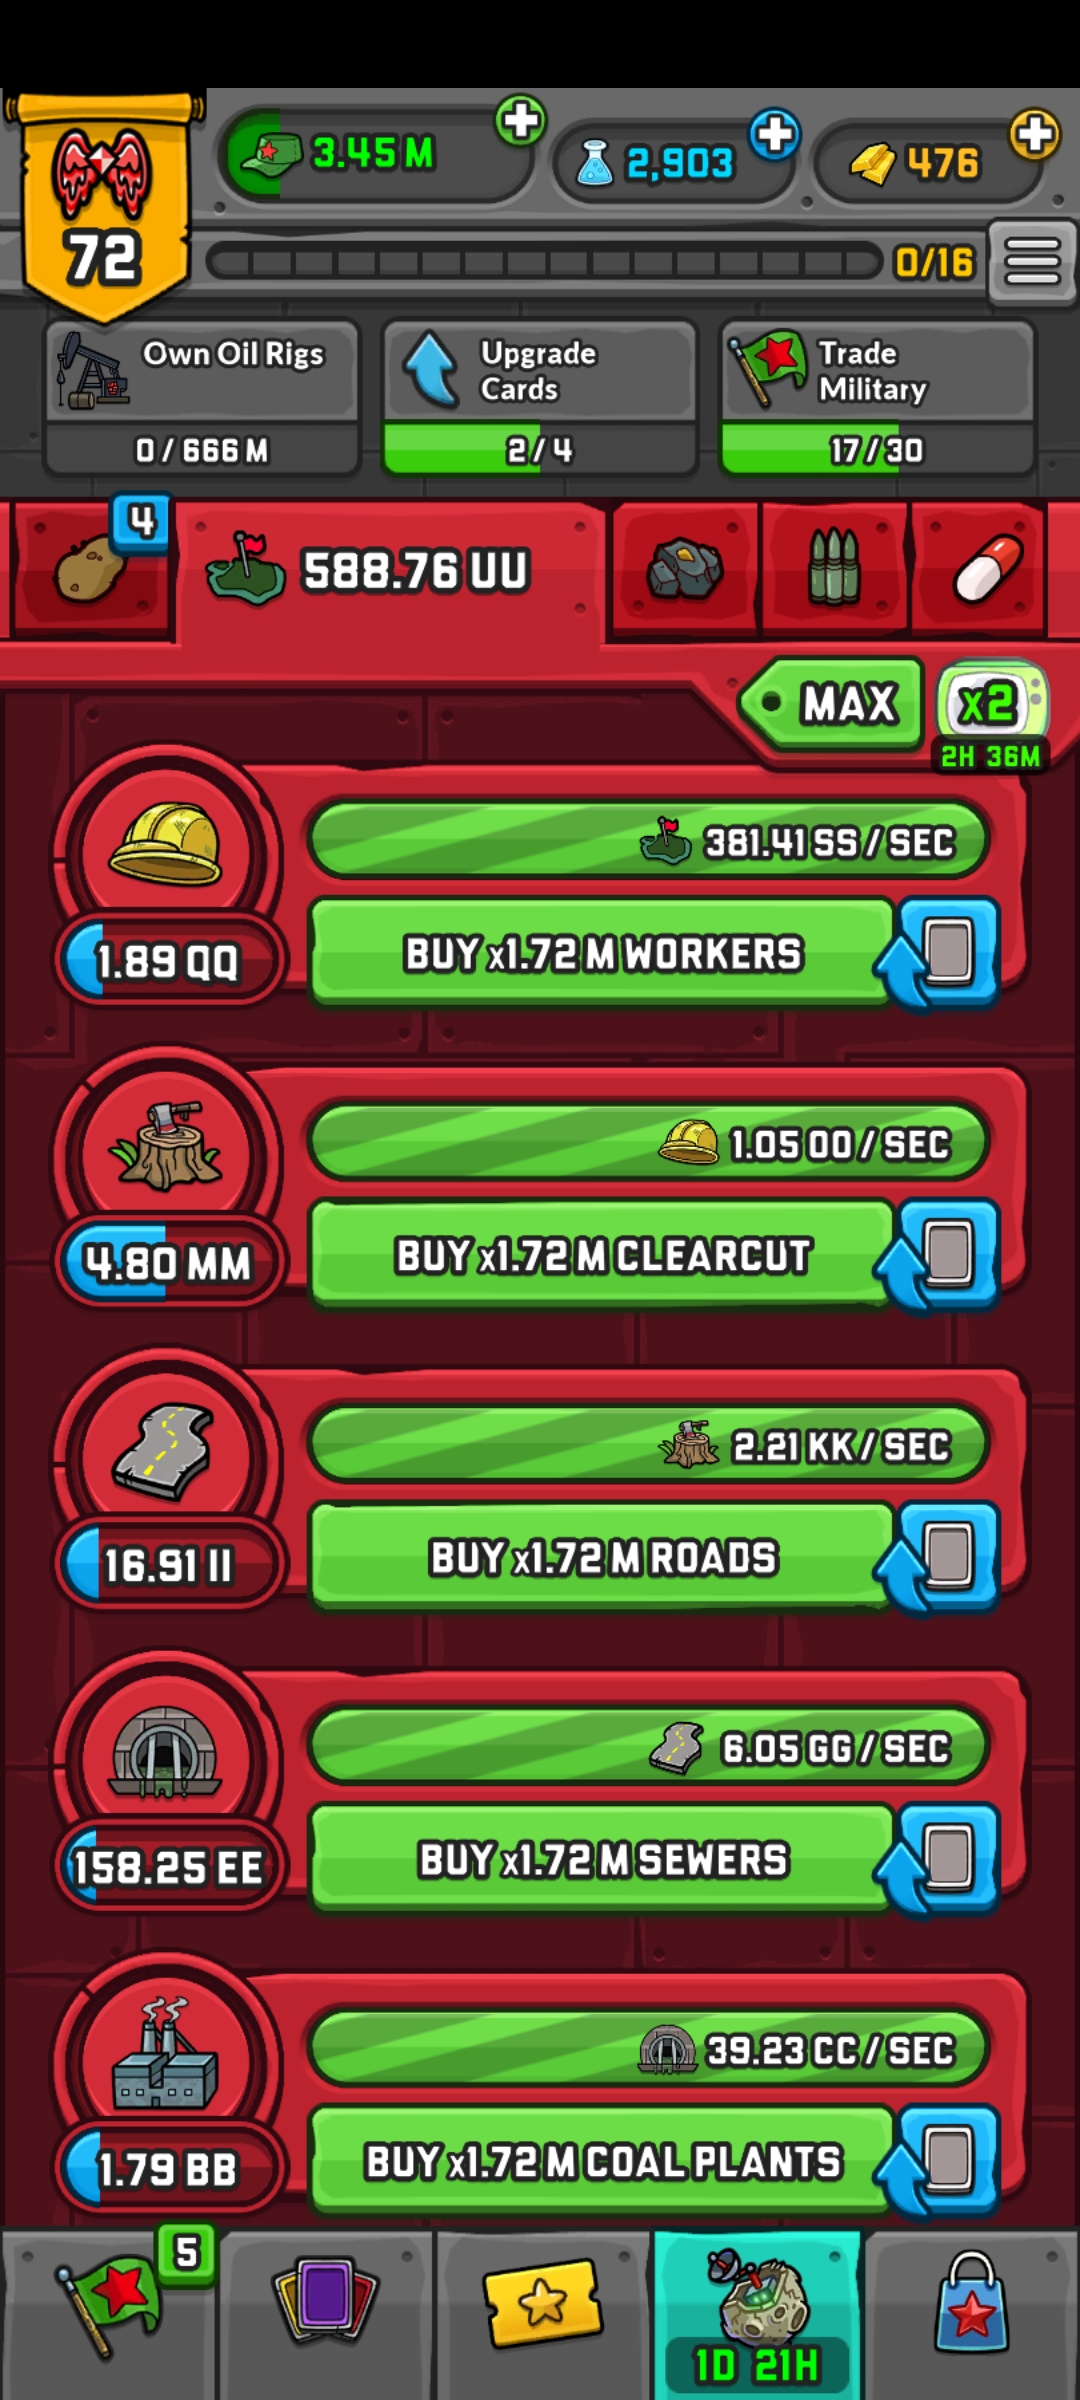 3.45 M
2,903
476
72
0/16
Own Oil Rigs
0 / 666 M
Upgrade
Cards
2 / 4
Trade
Military
17 / 30
4
588.76 UU
MAX
x2
2H 36M
381.41 SS / SEC
1.89 QQ
BUY x1.72 M WORKERS
1.05 OO / SEC
4.80 MM
BUY x1.72 M CLEARCUT
2.21 KK / SEC
16.91 II
BUY x1.72 M ROADS
6.05 GG / SEC
158.25 EE
BUY x1.72 M SEWERS
39.23 CC / SEC
1.79 BB
BUY x1.72 M COAL PLANTS
5
1D 21H